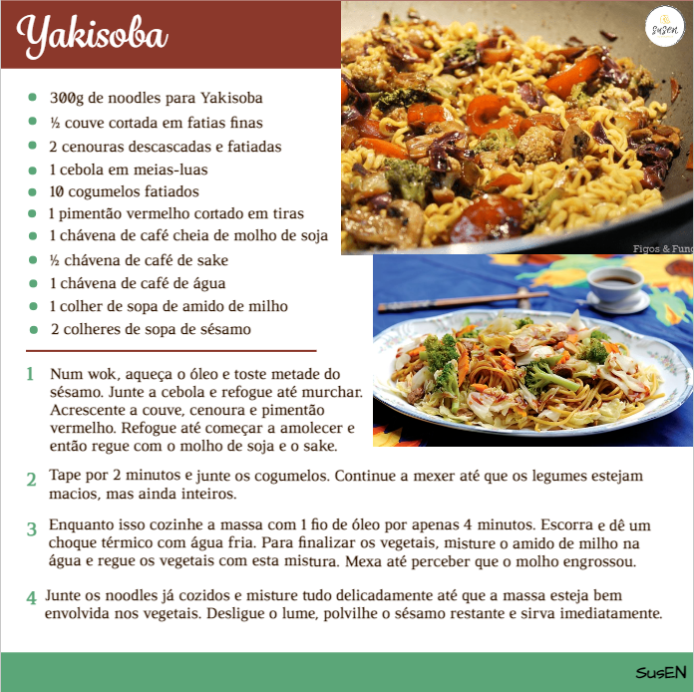 Yakisoba
susen
300g de noodles para Yakisoba
½ couve cortada em fatias finas
2 cenouras descascadas e fatiadas
1 cebola em meias-luas
10 cogumelos fatiados
1 pimentão vermelho cortado em tiras
1 chávena de café cheia de molho de soja
½ chávena de café de sake
1 chávena de café de água
1 colher de sopa de amido de milho
2 colheres de sopa de sésamo
Figos & Fun
1 Num wok, aqueça o óleo e toste metade do
sésamo. Junte a cebola e refogue até murchar.
Acrescente a couve, cenoura e pimentão
vermelho. Refogue até começar a amolecer e
então regue com o molho de soja e o sake.
2 Tape por 2 minutos e junte os cogumelos. Continue a mexer até que os legumes estejam
macios, mas ainda inteiros.
3 Enquanto isso cozinhe a massa com 1 fio de óleo por apenas 4 minutos. Escorra e dê um
choque térmico com água fria. Para finalizar os vegetais, misture o amido de milho na
água e regue os vegetais com esta mistura. Mexa até perceber que o molho engrossou.
4 Junte os noodles já cozidos e misture tudo delicadamente até que a massa esteja bem
envolvida nos vegetais. Desligue o lume, polvilhe o sésamo restante e sirva imediatamente.
SusEN